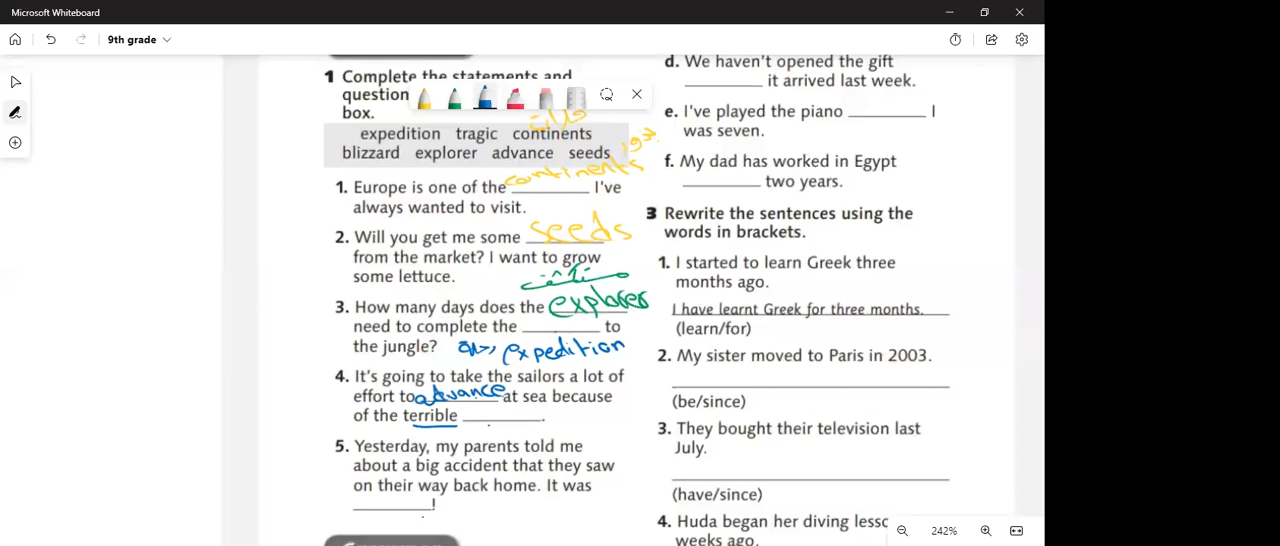 Microsoft Whiteboard
9th grade
1 Complete the statements and
question
box.
expedition tragic continents
blizzard explorer advance seeds
continents
1. Europe is one of the ________ I've
always wanted to visit.
2. Will you get me some seeds
from the market? I want to grow
some lettuce.
3. How many days does the explorer
need to complete the ________ to
the jungle? expedition
4. It's going to take the sailors a lot of
effort to advance at sea because
of the terrible ________.
5. Yesterday, my parents told me
about a big accident that they saw
on their way back home. It was
________!
d. We haven't opened the gift
________ it arrived last week.
e. I've played the piano ________ I
was seven.
f. My dad has worked in Egypt
________ two years.
3 Rewrite the sentences using the
words in brackets.
1. I started to learn Greek three
months ago.
I have learnt Greek for three months.
(learn/for)
2. My sister moved to Paris in 2003.
(be/since)
3. They bought their television last
July.
(have/since)
4. Huda began her diving
weeks ago.
242%